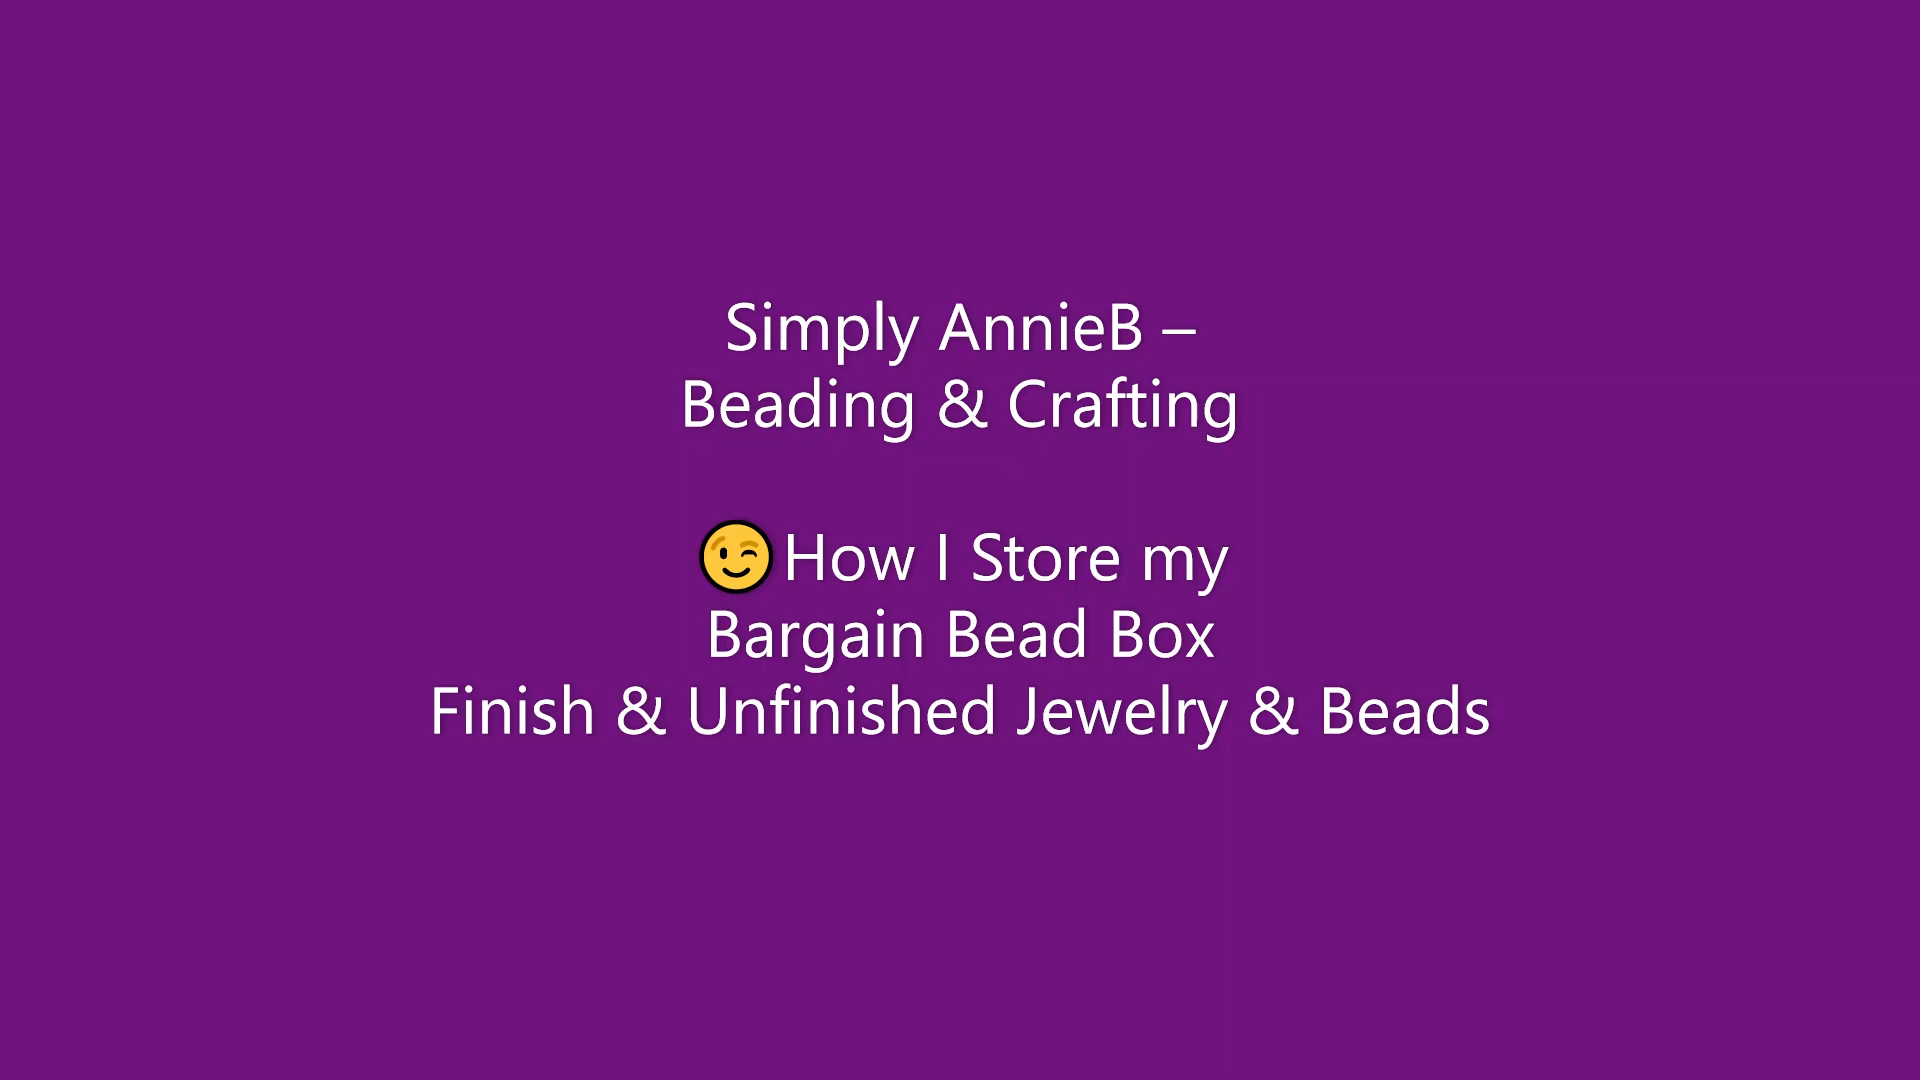 Simply AnnieB –
Beading & Crafting
😉How I Store my
Bargain Bead Box
Finish & Unfinished Jewelry & Beads